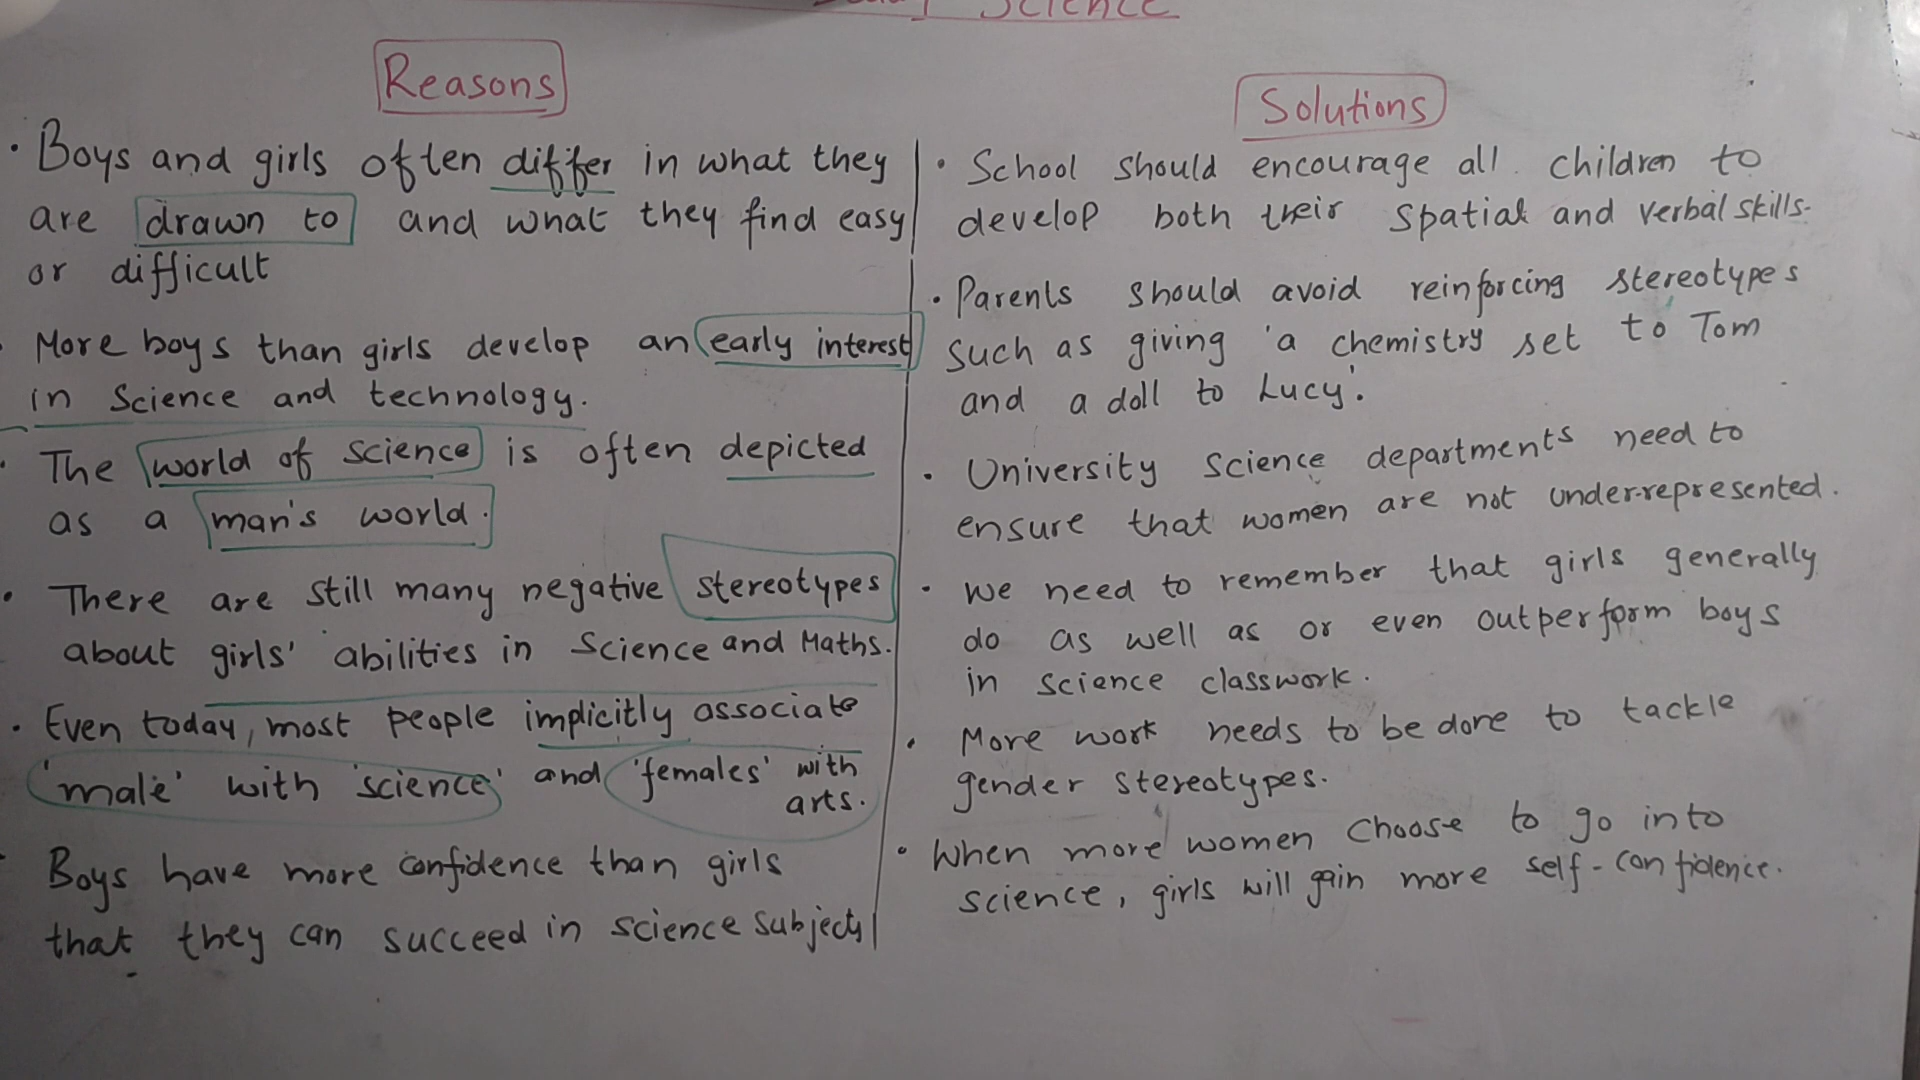 Science
Reasons
• Boys and girls often differ in what they
are drawn to and what they find easy
or difficult
• More boys than girls develop an early interest
in Science and technology.
• The world of science is often depicted
as a man's world.
• There are still many negative stereotypes
about girls' abilities in Science and Maths.
• Even today, most people implicitly associate
'male' with 'science' and 'females' with
arts.
• Boys have more confidence than girls
that they can succeed in science subjects
Solutions
• School should encourage all children to
develop both their spatial and verbal skills.
• Parents should avoid reinforcing stereotypes
such as giving 'a chemistry set to Tom
and a doll to Lucy'.
• University Science departments need to
ensure that women are not under-represented.
• We need to remember that girls generally
do as well as or even outperform boys
in science classwork.
• More work needs to be done to tackle
gender stereotypes.
• When more women choose to go into
science, girls will gain more self-confidence.